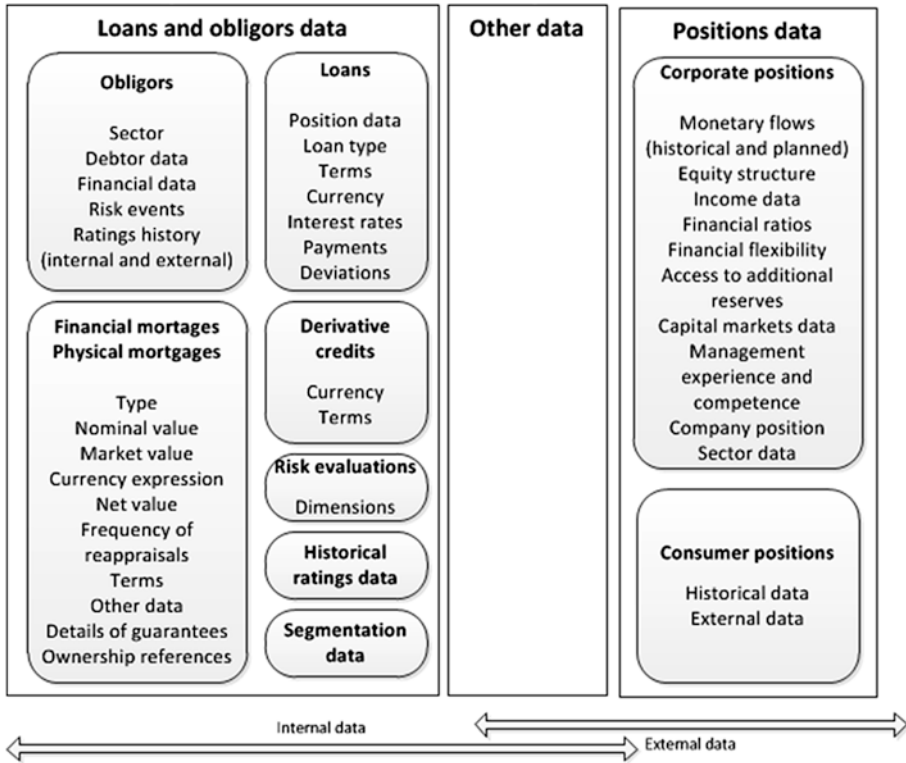 Loans and obligors data
Obligors
Sector
Debtor data
Financial data
Risk events
Ratings history
(internal and external)
Loans
Position data
Loan type
Terms
Currency
Interest rates
Payments
Deviations
Financial mortages
Physical mortgages
Type
Nominal value
Market value
Currency expression
Net value
Frequency of
reappraisals
Terms
Other data
Details of guarantees
Ownership references
Derivative
credits
Currency
Terms
Risk evaluations
Dimensions
Historical
ratings data
Segmentation
data
Other data
Positions data
Corporate positions
Monetary flows
(historical and planned)
Equity structure
Income data
Financial ratios
Financial flexibility
Access to additional
reserves
Capital markets data
Management
experience and
competence
Company position
Sector data
Consumer positions
Historical data
External data
Internal data
External data